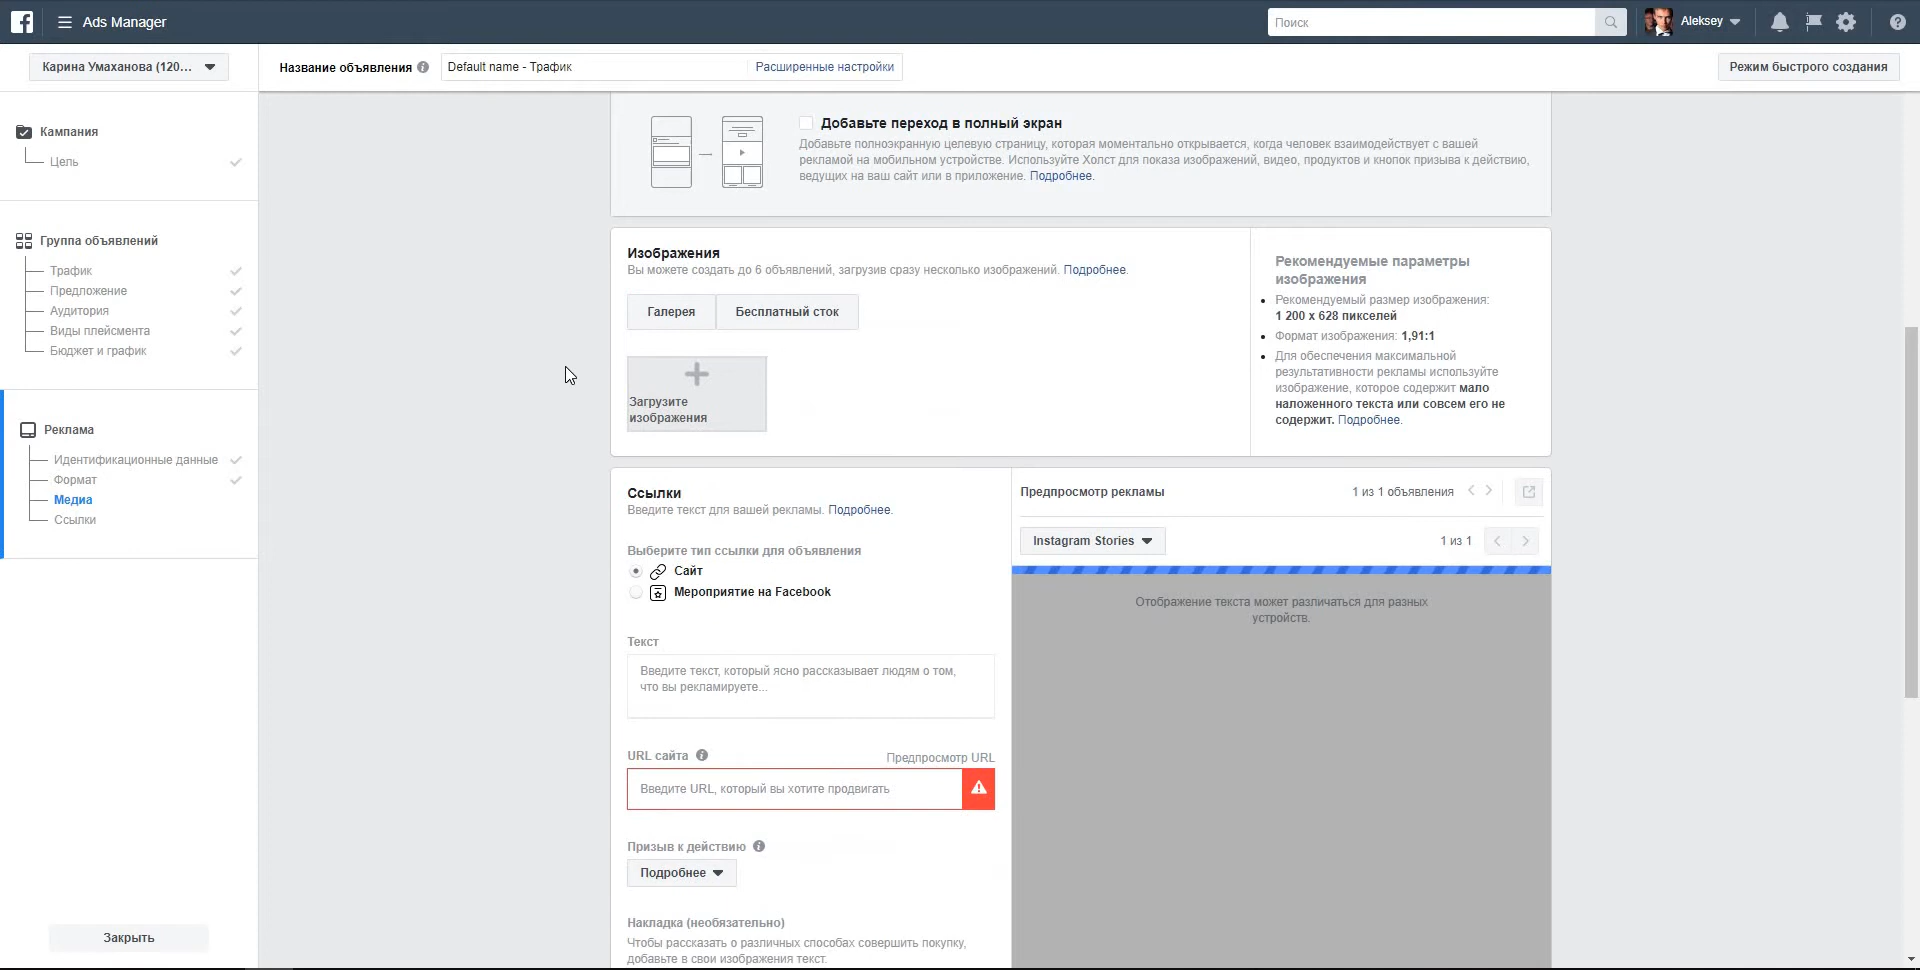 Ads Manager
Поиск
Aleksey
Карина Умаханова (120...
Название объявления
Default name - Трафик
Расширенные настройки
Режим быстрого создания
Кампания
Цель
Группа объявлений
Трафик
Предложение
Аудитория
Виды плейсмента
Бюджет и график
Реклама
Идентификационные данные
Формат
Медиа
Ссылки
Закрыть
Добавьте переход в полный экран
Добавьте полноэкранную целевую страницу, которая моментально открывается, когда человек взаимодействует с вашей
рекламой на мобильном устройстве. Используйте Холст для показа изображений, видео, продуктов и кнопок призыва к действию,
ведущих на ваш сайт или в приложение. Подробнее.
Изображения
Вы можете создать до 6 объявлений, загрузив сразу несколько изображений. Подробнее.
Галерея
Бесплатный сток
Загрузите
изображения
Рекомендуемые параметры
изображения
Рекомендуемый размер изображения:
1 200 x 628 пикселей
Формат изображения: 1,91:1
Для обеспечения максимальной
результативности рекламы используйте
изображение, которое содержит мало
наложенного текста или совсем его не
содержит. Подробнее.
Ссылки
Введите текст для вашей рекламы. Подробнее.
Выберите тип ссылки для объявления
Сайт
Мероприятие на Facebook
Текст
Введите текст, который ясно рассказывает людям о том,
что вы рекламируете...
URL сайта
Предпросмотр URL
Введите URL, который вы хотите продвигать
Призыв к действию
Подробнее
Накладка (необязательно)
Чтобы рассказать о различных способах совершить покупку,
добавьте в свои изображения текст.
Предпросмотр рекламы
1 из 1 объявления
Instagram Stories
1 из 1
Отображение текста может различаться для разных
устройств.